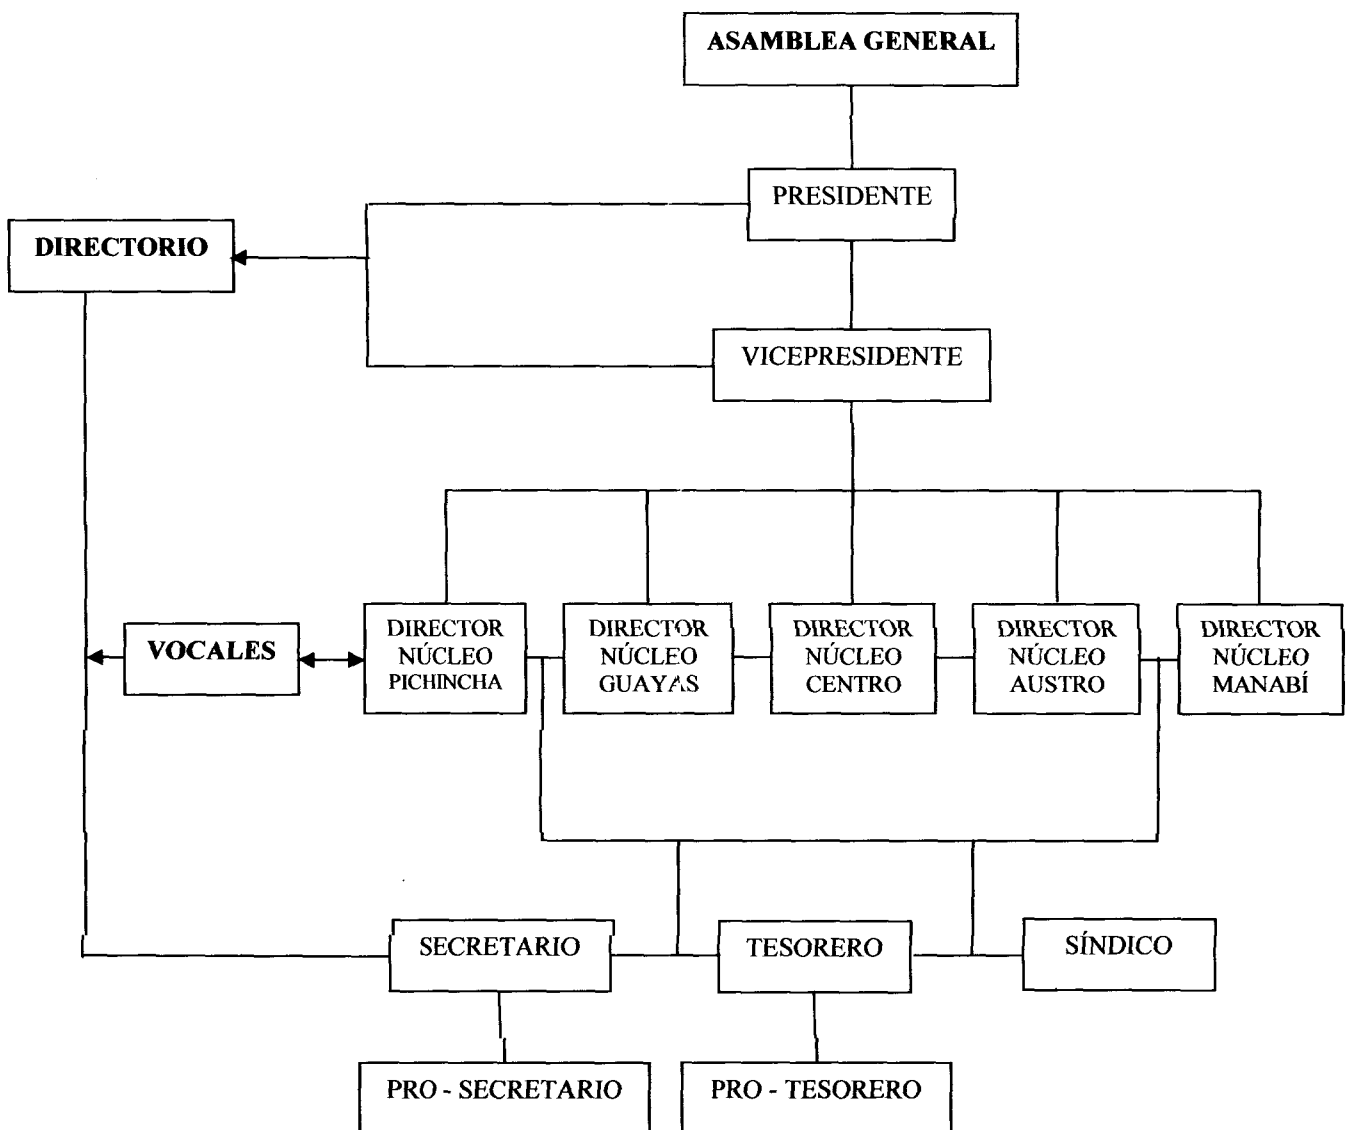 ASAMBLEA GENERAL
PRESIDENTE
DIRECTORIO
VICEPRESIDENTE
VOCALES
DIRECTOR
NÚCLEO
PICHINCHA
DIRECTOR
NÚCLEO
GUAYAS
DIRECTOR
NÚCLEO
CENTRO
DIRECTOR
NÚCLEO
AUSTRO
DIRECTOR
NÚCLEO
MANABÍ
SECRETARIO
TESORERO
SÍNDICO
PRO - SECRETARIO
PRO - TESORERO